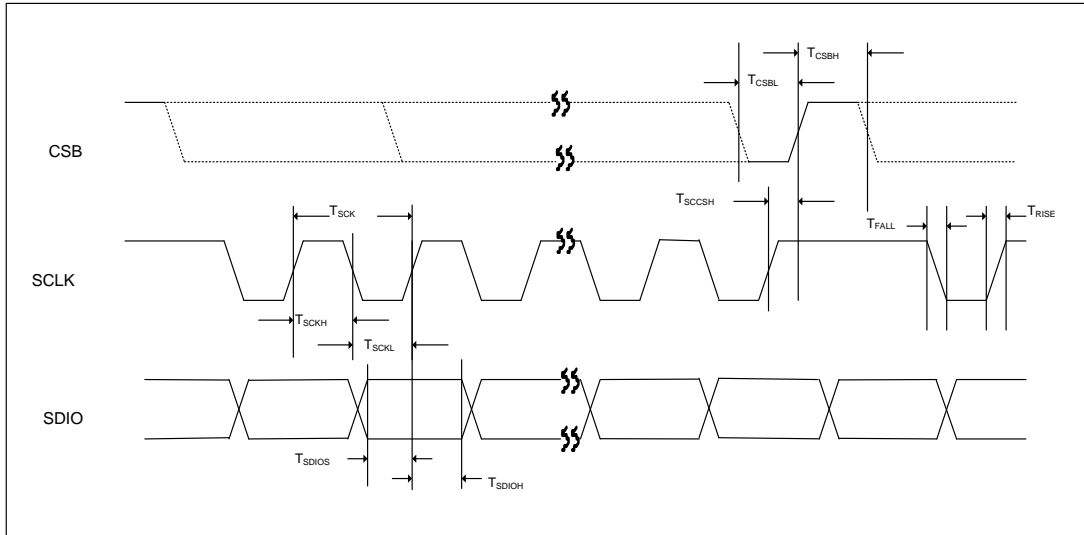 T_CSBH
T_CSBL
CSB
T_SCK
T_SCCSH
T_FALL
T_RISE
SCLK
T_SCKH
T_SCKL
SDIO
T_SDIOS
T_SDIOH